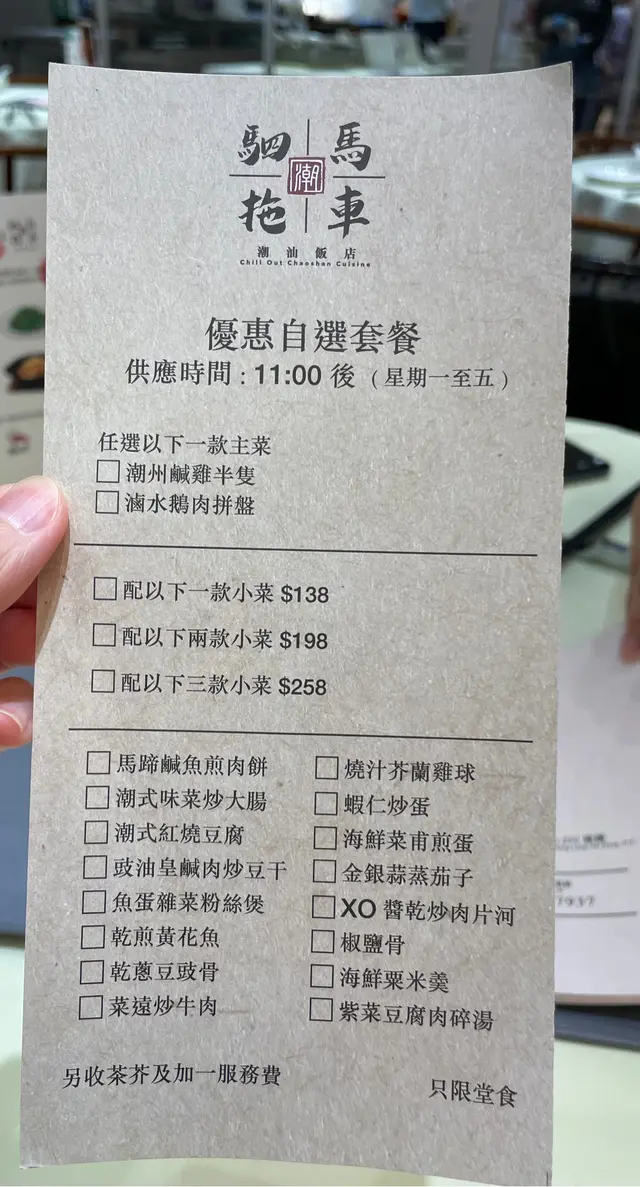 駟馬
潮
拖車
潮汕飯店
Chill Out Chaoshan Cuisine
優惠自選套餐
供應時間 : 11:00 後 （星期一至五）
任選以下一款主菜
□ 潮州鹹雞半隻
□ 滷水鵝肉拼盤
□ 配以下一款小菜 $138
□ 配以下兩款小菜 $198
□ 配以下三款小菜 $258
□ 馬蹄鹹魚煎肉餅
□ 潮式味菜炒大腸
□ 潮式紅燒豆腐
□ 豉油皇鹹肉炒豆干
□ 魚蛋雜菜粉絲煲
□ 乾煎黃花魚
□ 乾蔥豆豉骨
□ 菜遠炒牛肉
□ 燒汁芥蘭雞球
□ 蝦仁炒蛋
□ 海鮮菜甫煎蛋
□ 金銀蒜蒸茄子
□ XO 醬乾炒肉片河
□ 椒鹽骨
□ 海鮮粟米羹
□ 紫菜豆腐肉碎湯
另收茶芥及加一服務費
只限堂食
7937